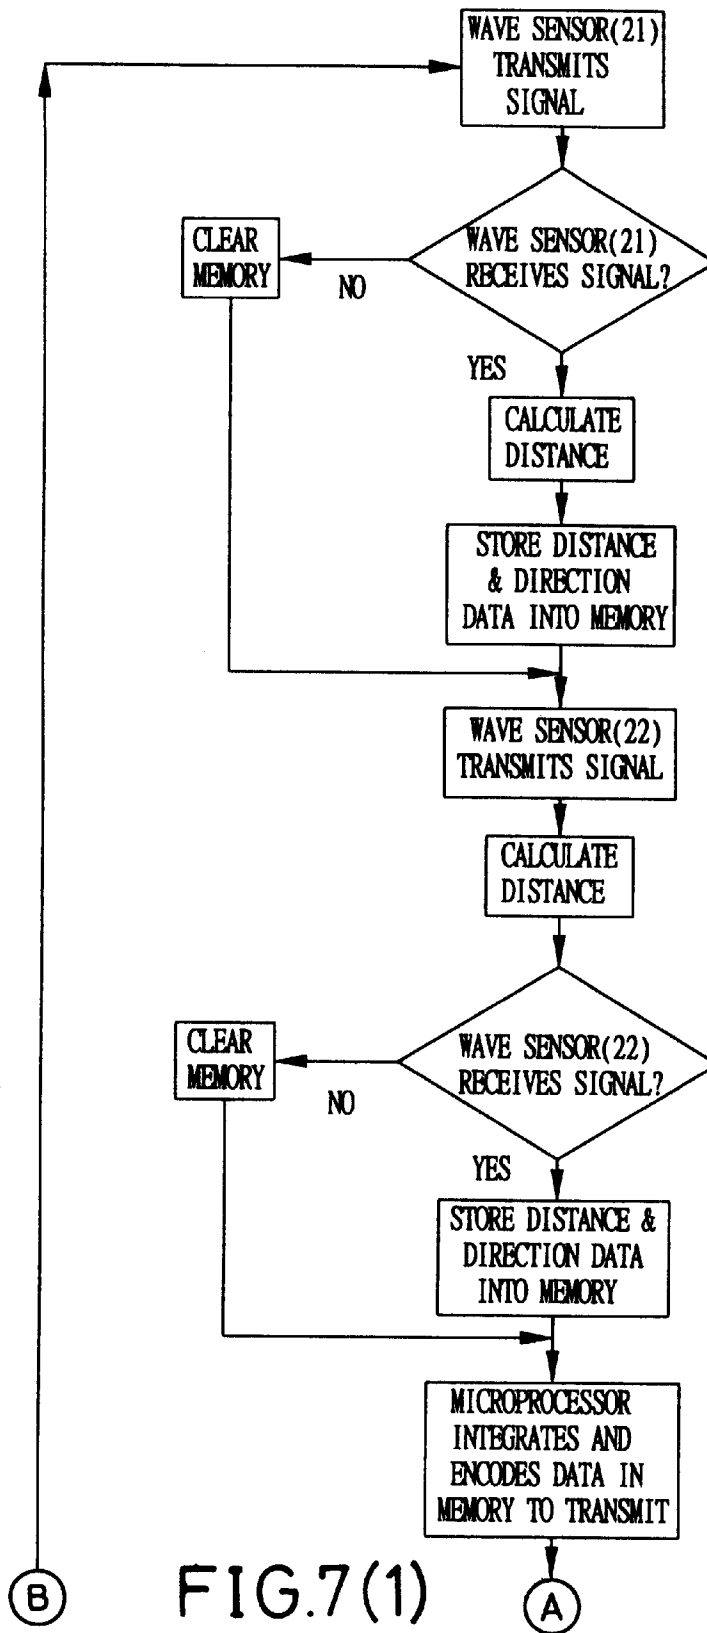 WAVE SENSOR(21)
TRANSMITS
SIGNAL
WAVE SENSOR(21)
RECEIVES SIGNAL?
CLEAR
MEMORY
NO
YES
CALCULATE
DISTANCE
STORE DISTANCE
& DIRECTION
DATA INTO MEMORY
WAVE SENSOR(22)
TRANSMITS SIGNAL
CALCULATE
DISTANCE
WAVE SENSOR(22)
RECEIVES SIGNAL?
CLEAR
MEMORY
NO
YES
STORE DISTANCE &
DIRECTION DATA
INTO MEMORY
MICROPROCESSOR
INTEGRATES AND
ENCODES DATA IN
MEMORY TO TRANSMIT
B
FIG.7(1)
A